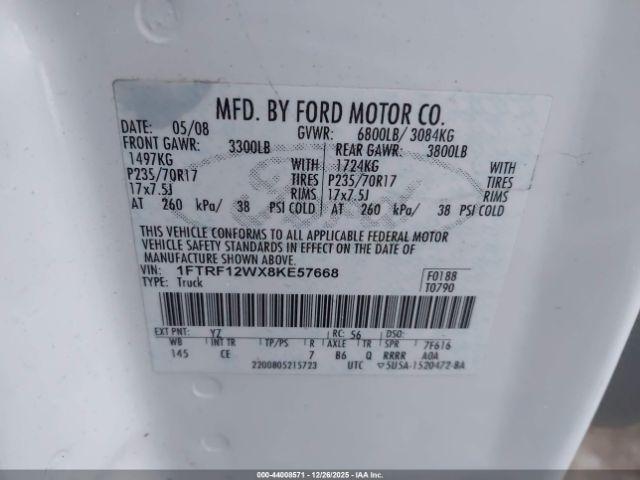 MFD. BY FORD MOTOR CO.
DATE: 05/08 GVWR: 6800LB/ 3084KG
FRONT GAWR: 3300LB REAR GAWR: 3800LB
1497KG WITH 1724KG WITH
P235/70R17 TIRES P235/70R17 TIRES
17x7.5J RIMS 17x7.5J RIMS
AT 260 kPa/ 38 PSI COLD AT 260 kPa/ 38 PSI COLD
THIS VEHICLE CONFORMS TO ALL APPLICABLE FEDERAL MOTOR
VEHICLE SAFETY STANDARDS IN EFFECT ON THE DATE OF
MANUFACTURE SHOWN ABOVE.
VIN: 1FTRF12WX8KE57668 F0188
TYPE: Truck T0790
EXT PNT: YZ RC: 56 DSO:
WB INT TR TP/PS R AXLE TR SPR 7F616
145 CE 7 B6 Q RRRR A0A
2200805215723 UTC ▽5U5A-1520472-BA
000-44008571 - 12/26/2025 - IAAI.COM